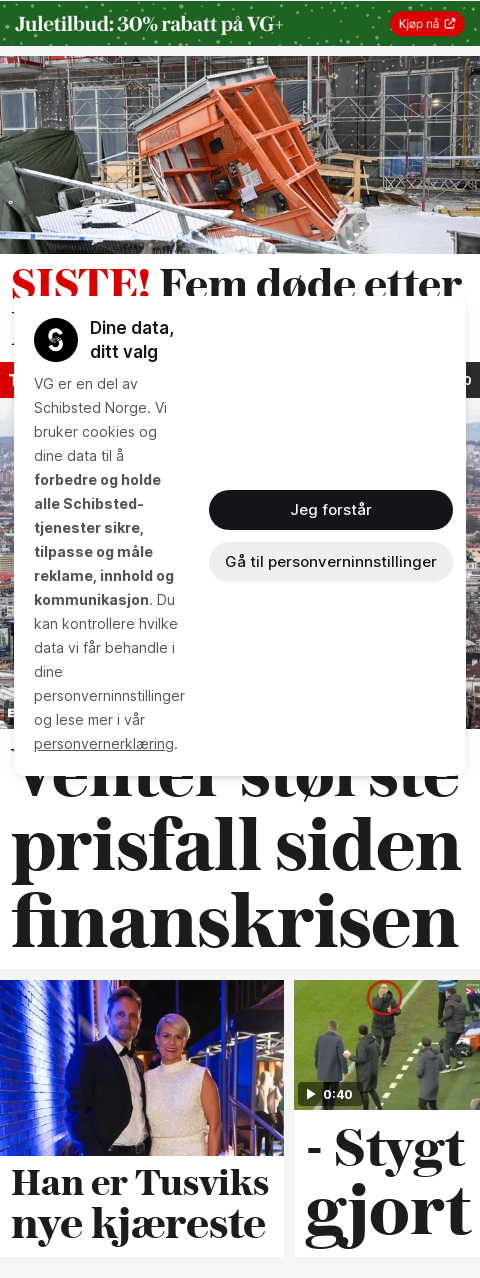 Juletilbud: 30% rabatt på VG+
Kjøp nå
SISTE! Fem døde etter
Dine data,
ditt valg
VG er en del av
Schibsted Norge. Vi
bruker cookies og
dine data til å
forbedre og holde
alle Schibsted-
tjenester sikre,
tilpasse og måle
reklame, innhold og
kommunikasjon. Du
kan kontrollere hvilke
data vi får behandle i
dine
personverninnstillinger
og lese mer i vår
personvernerklæring.
Jeg forstår
Gå til personverninnstillinger
Venter største
prisfall siden
finanskrisen
0:40
Han er Tusviks
nye kjæreste
- Stygt
gjort